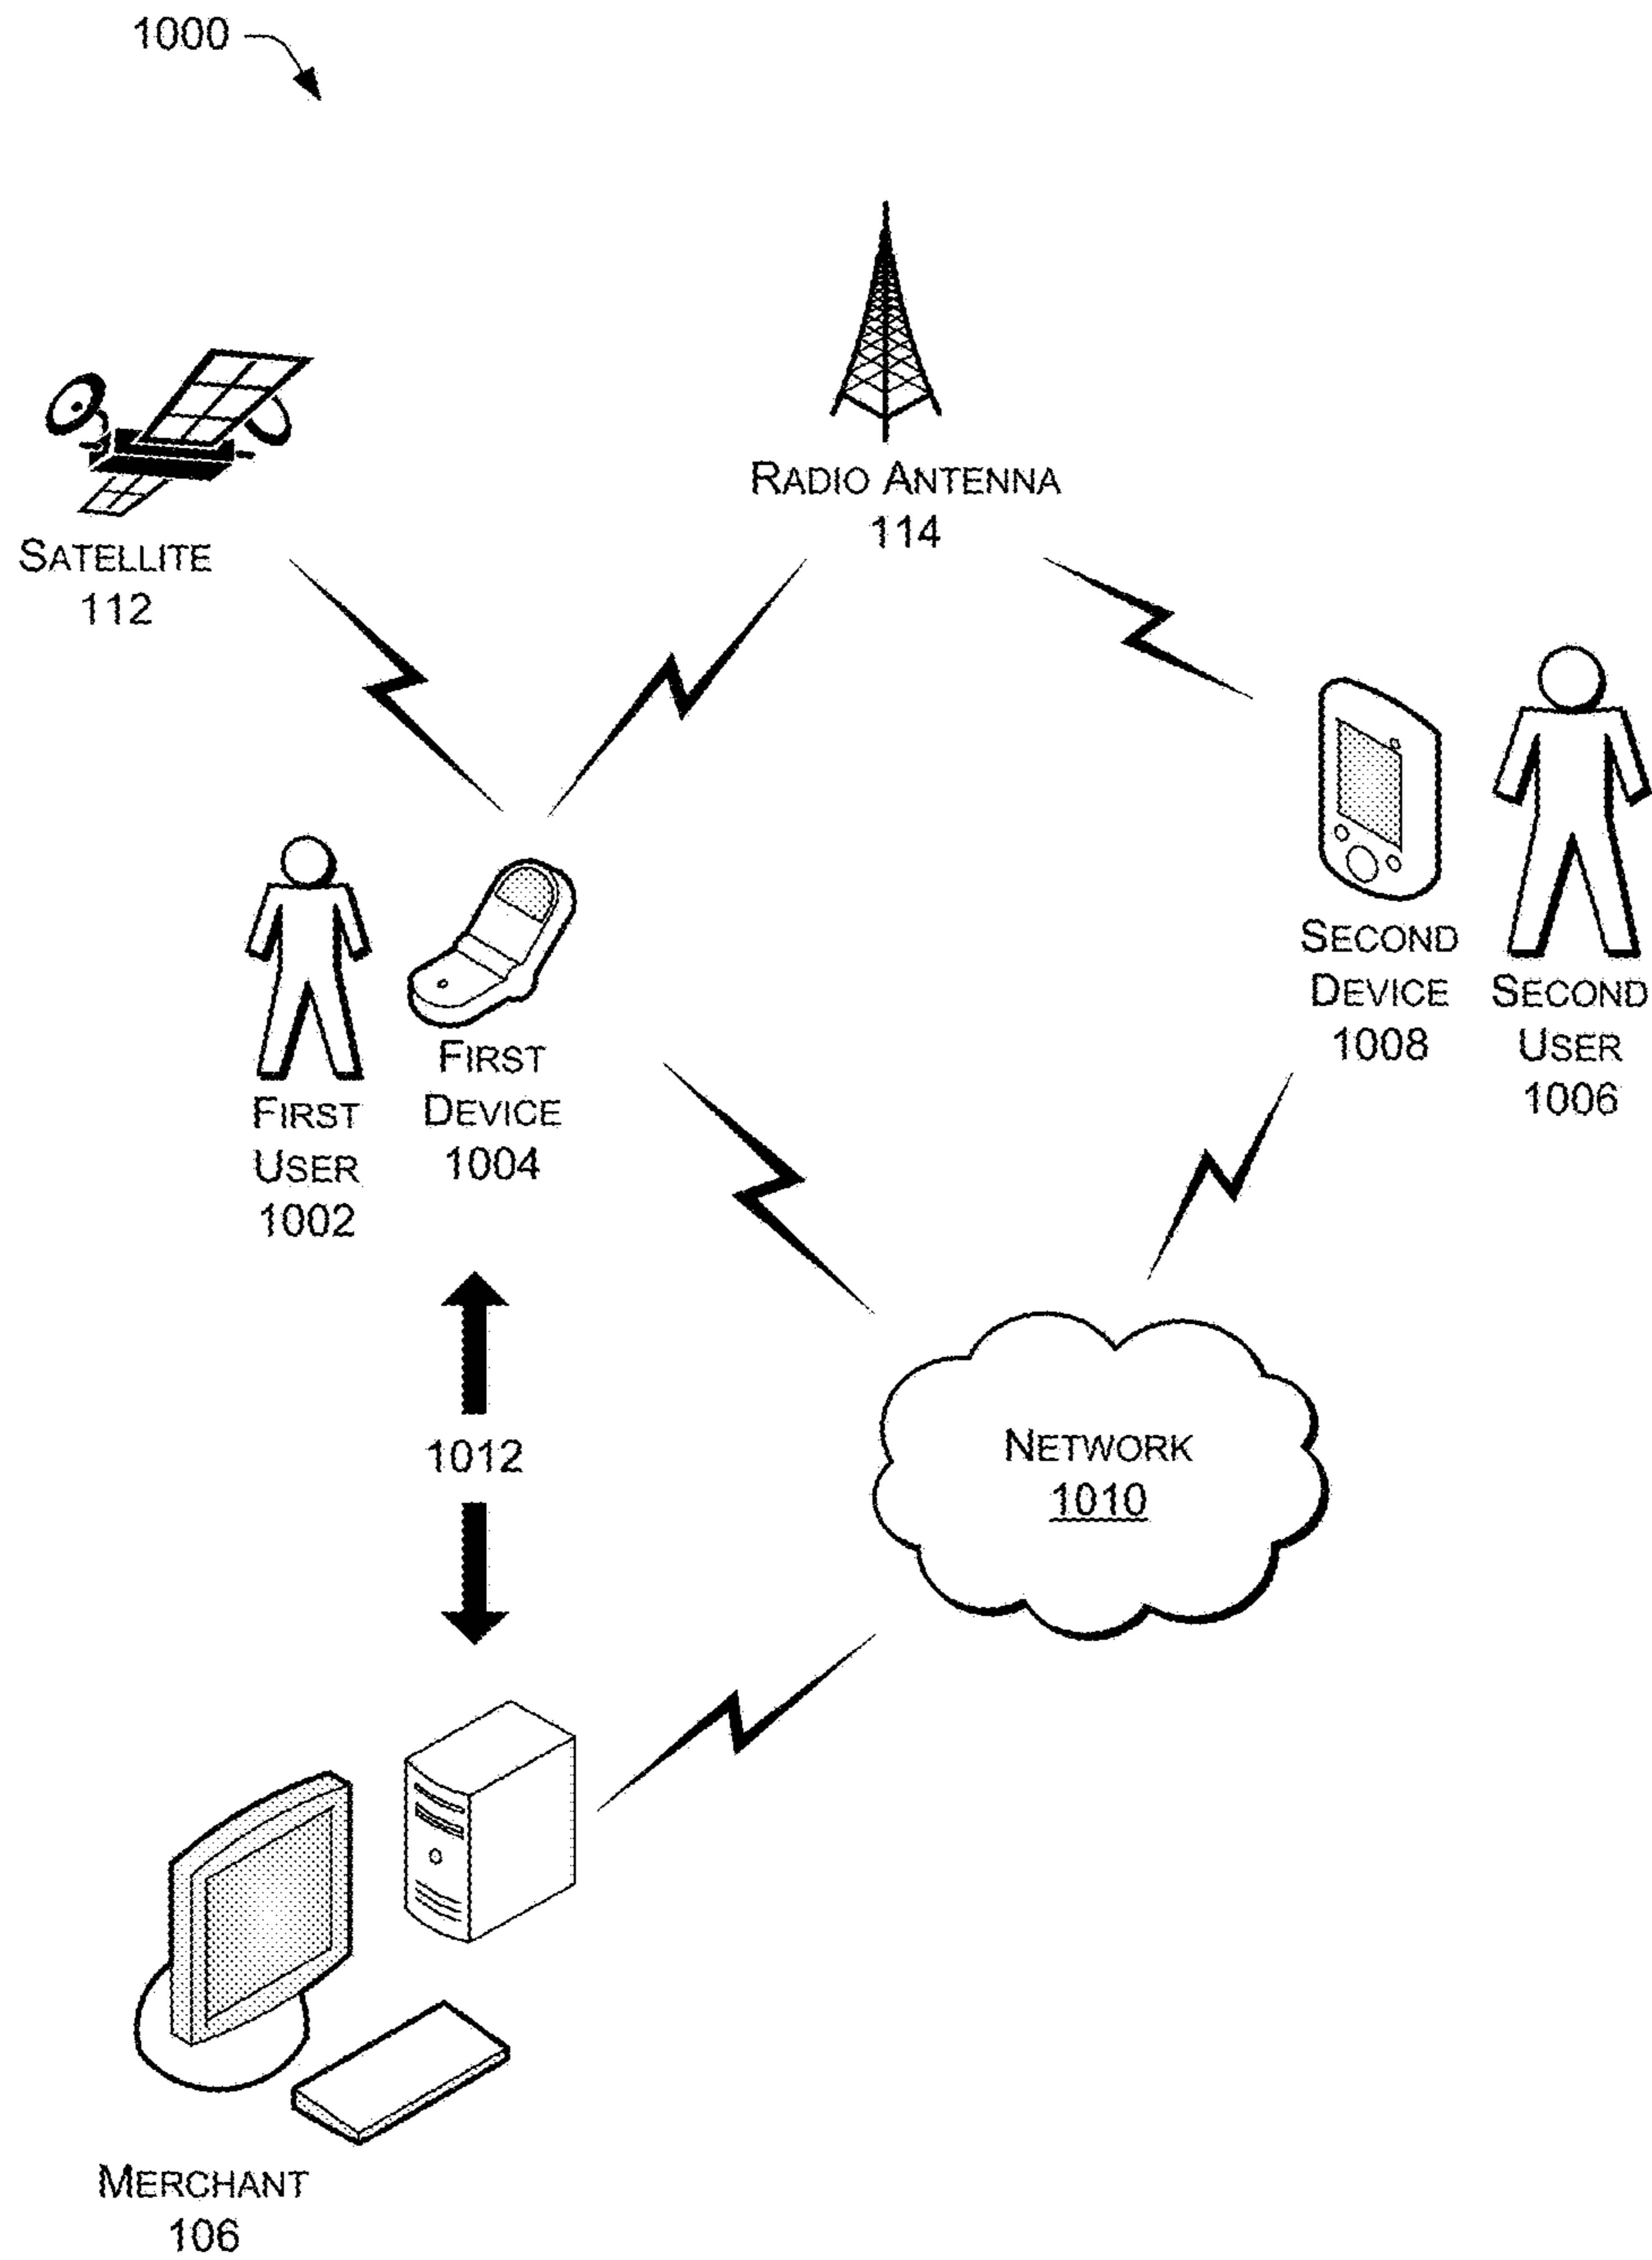 1000
RADIO ANTENNA
114
SATELLITE
112
SECOND
DEVICE
1008
SECOND
USER
1006
FIRST
DEVICE
1004
FIRST
USER
1002
1012
NETWORK
1010
MERCHANT
106